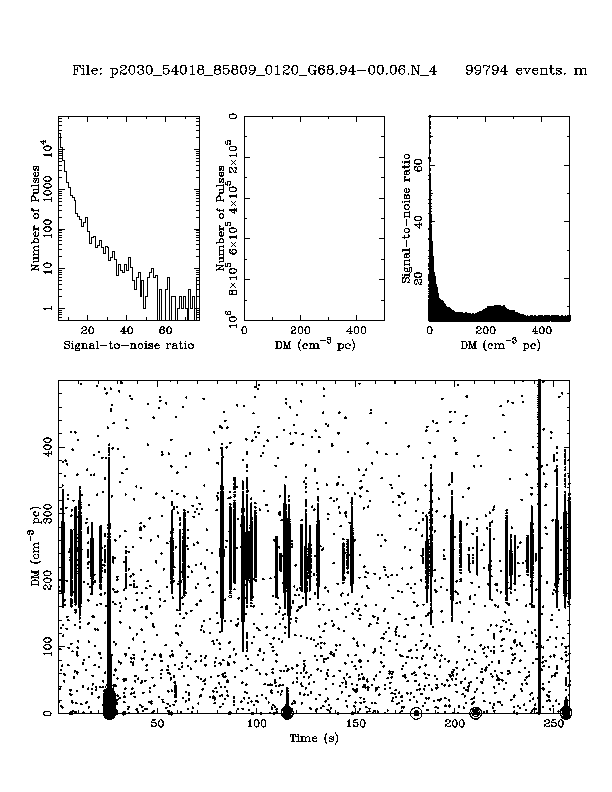 File: p2030_54018_85809_0120_G68.94-00.06.N_4 99794 events. m
Number of Pulses
1 10 100 1000 10⁴
20 40 60
Signal-to-noise ratio
Number of Pulses
0 2×10⁵ 4×10⁵ 6×10⁵ 8×10⁵ 10⁶
0 200 400
DM (cm⁻³ pc)
Signal-to-noise ratio
20 40 60
0 200 400
DM (cm⁻³ pc)
DM (cm⁻³ pc)
0 100 200 300 400
50 100 150 200 250
Time (s)